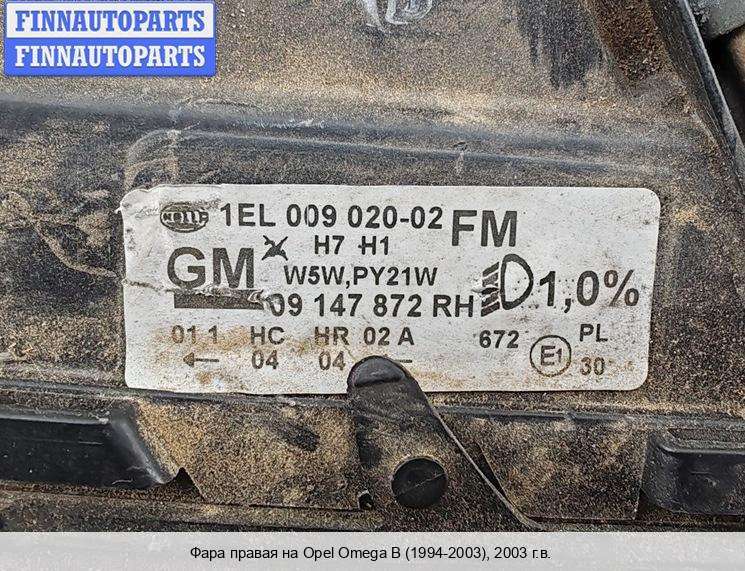 FINNAUTOPARTS
FINNAUTOPARTS
HELLA 1EL 009 020-02 FM
H7 H1
GM W5W,PY21W
09 147 872 RH 1,0%
01 1 HC HR 02 A 672 E1 PL
04 04 30
Фара правая на Opel Omega B (1994-2003), 2003 г.в.